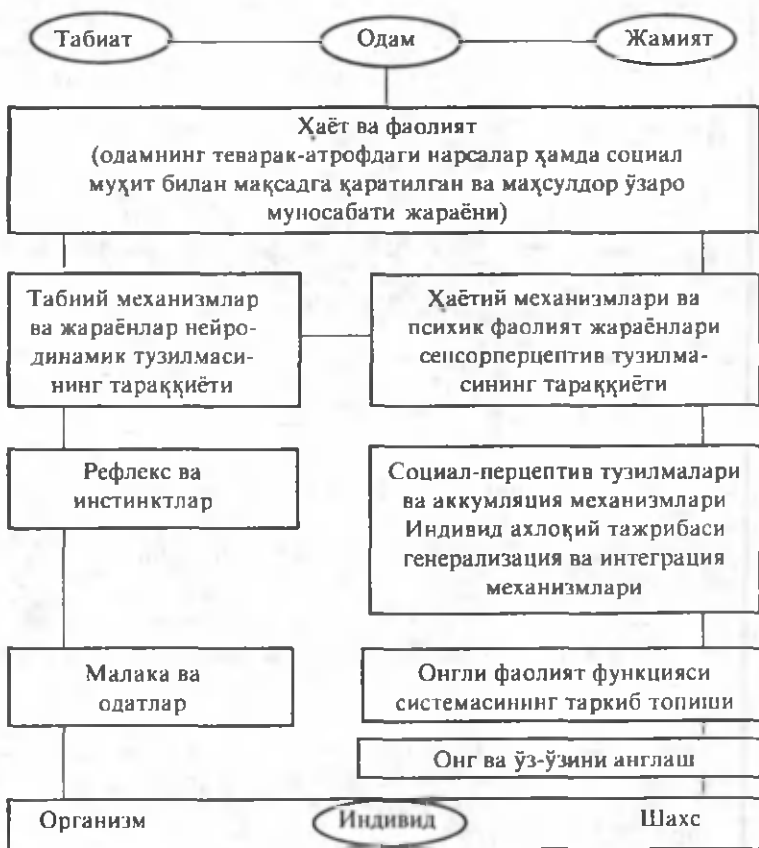 Табиат Одам Жамият
Ҳаёт ва фаолият
(одамнинг теварак-атрофдаги нарсалар ҳамда социал
муҳит билан мақсадга қаратилган ва маҳсулдор ўзаро
муносабати жараёни)
Табиий механизмлар
ва жараёнлар нейро-
динамик тузилмаси-
нинг тараққиёти
Ҳаётий механизмлари ва
психик фаолият жараёнлари
сенсорперцептив тузилма-
сининг тараққиёти
Рефлекс ва
инстинктлар
Социал-перцептив тузилмалари
ва аккумляция механизмлари
Индивид ахлоқий тажрибаси
генерализация ва интеграция
механизмлари
Малака ва
одатлар
Онгли фаолият функцияси
системасининг таркиб топиши
Онг ва ўз-ўзини англаш
Организм Индивид Шахс